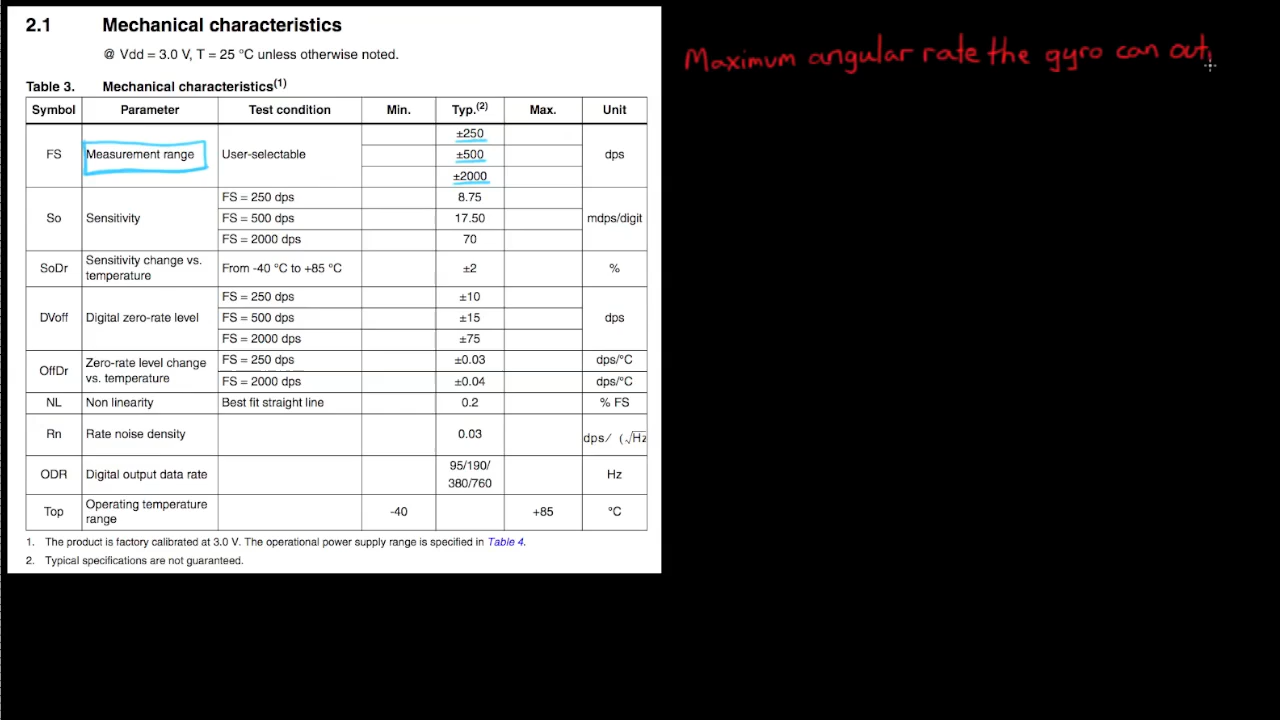 2.1 Mechanical characteristics
@ Vdd = 3.0 V, T = 25 °C unless otherwise noted.
Table 3. Mechanical characteristics(1)
Symbol Parameter Test condition Min. Typ.(2) Max. Unit
FS Measurement range User-selectable ±250 dps
±500
±2000
So Sensitivity FS = 250 dps 8.75 mdps/digit
FS = 500 dps 17.50
FS = 2000 dps 70
SoDr Sensitivity change vs. temperature From -40 °C to +85 °C ±2 %
DVoff Digital zero-rate level FS = 250 dps ±10 dps
FS = 500 dps ±15
FS = 2000 dps ±75
OffDr Zero-rate level change vs. temperature FS = 250 dps ±0.03 dps/°C
FS = 2000 dps ±0.04 dps/°C
NL Non linearity Best fit straight line 0.2 % FS
Rn Rate noise density 0.03 dps/ (√Hz
ODR Digital output data rate 95/190/ 380/760 Hz
Top Operating temperature range -40 +85 °C
1. The product is factory calibrated at 3.0 V. The operational power supply range is specified in Table 4.
2. Typical specifications are not guaranteed.
Maximum angular rate the gyro can out